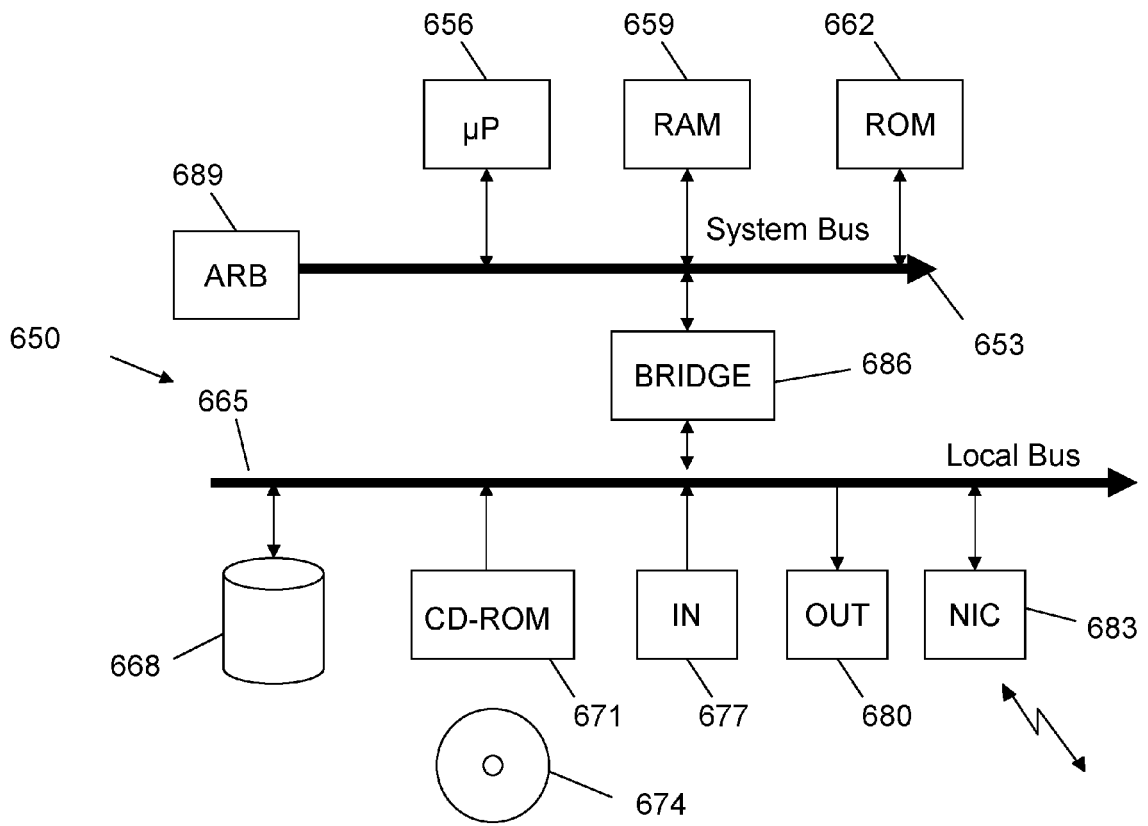 656
659
662
µP
RAM
ROM
689
System Bus
ARB
653
650
BRIDGE
686
665
Local Bus
CD-ROM
IN
OUT
NIC
683
668
671
677
680
674